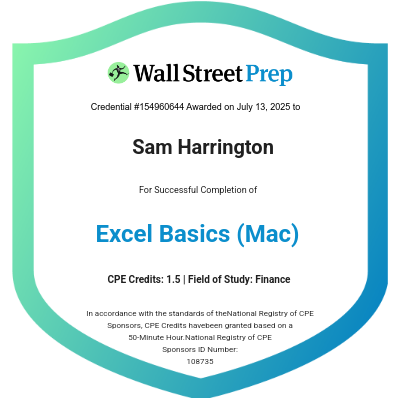 Wall Street Prep
Credential #154960644 Awarded on July 13, 2025 to
Sam Harrington
For Successful Completion of
Excel Basics (Mac)
CPE Credits: 1.5 | Field of Study: Finance
In accordance with the standards of theNational Registry of CPE
Sponsors, CPE Credits havebeen granted based on a
50-Minute Hour.National Registry of CPE
Sponsors ID Number:
108735